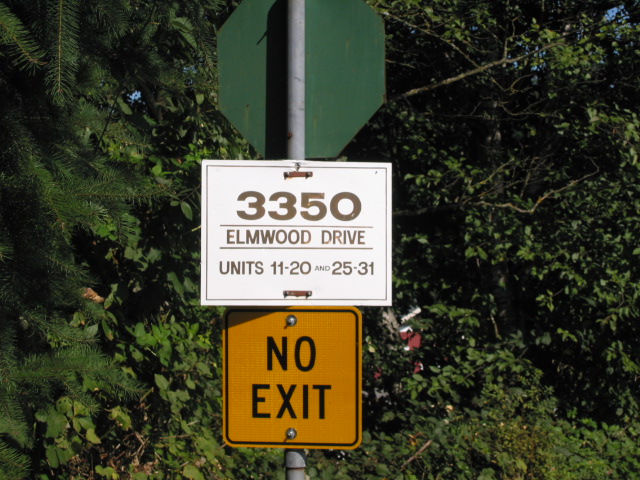 3350
ELMWOOD DRIVE
UNITS 11-20 AND 25-31
NO
EXIT